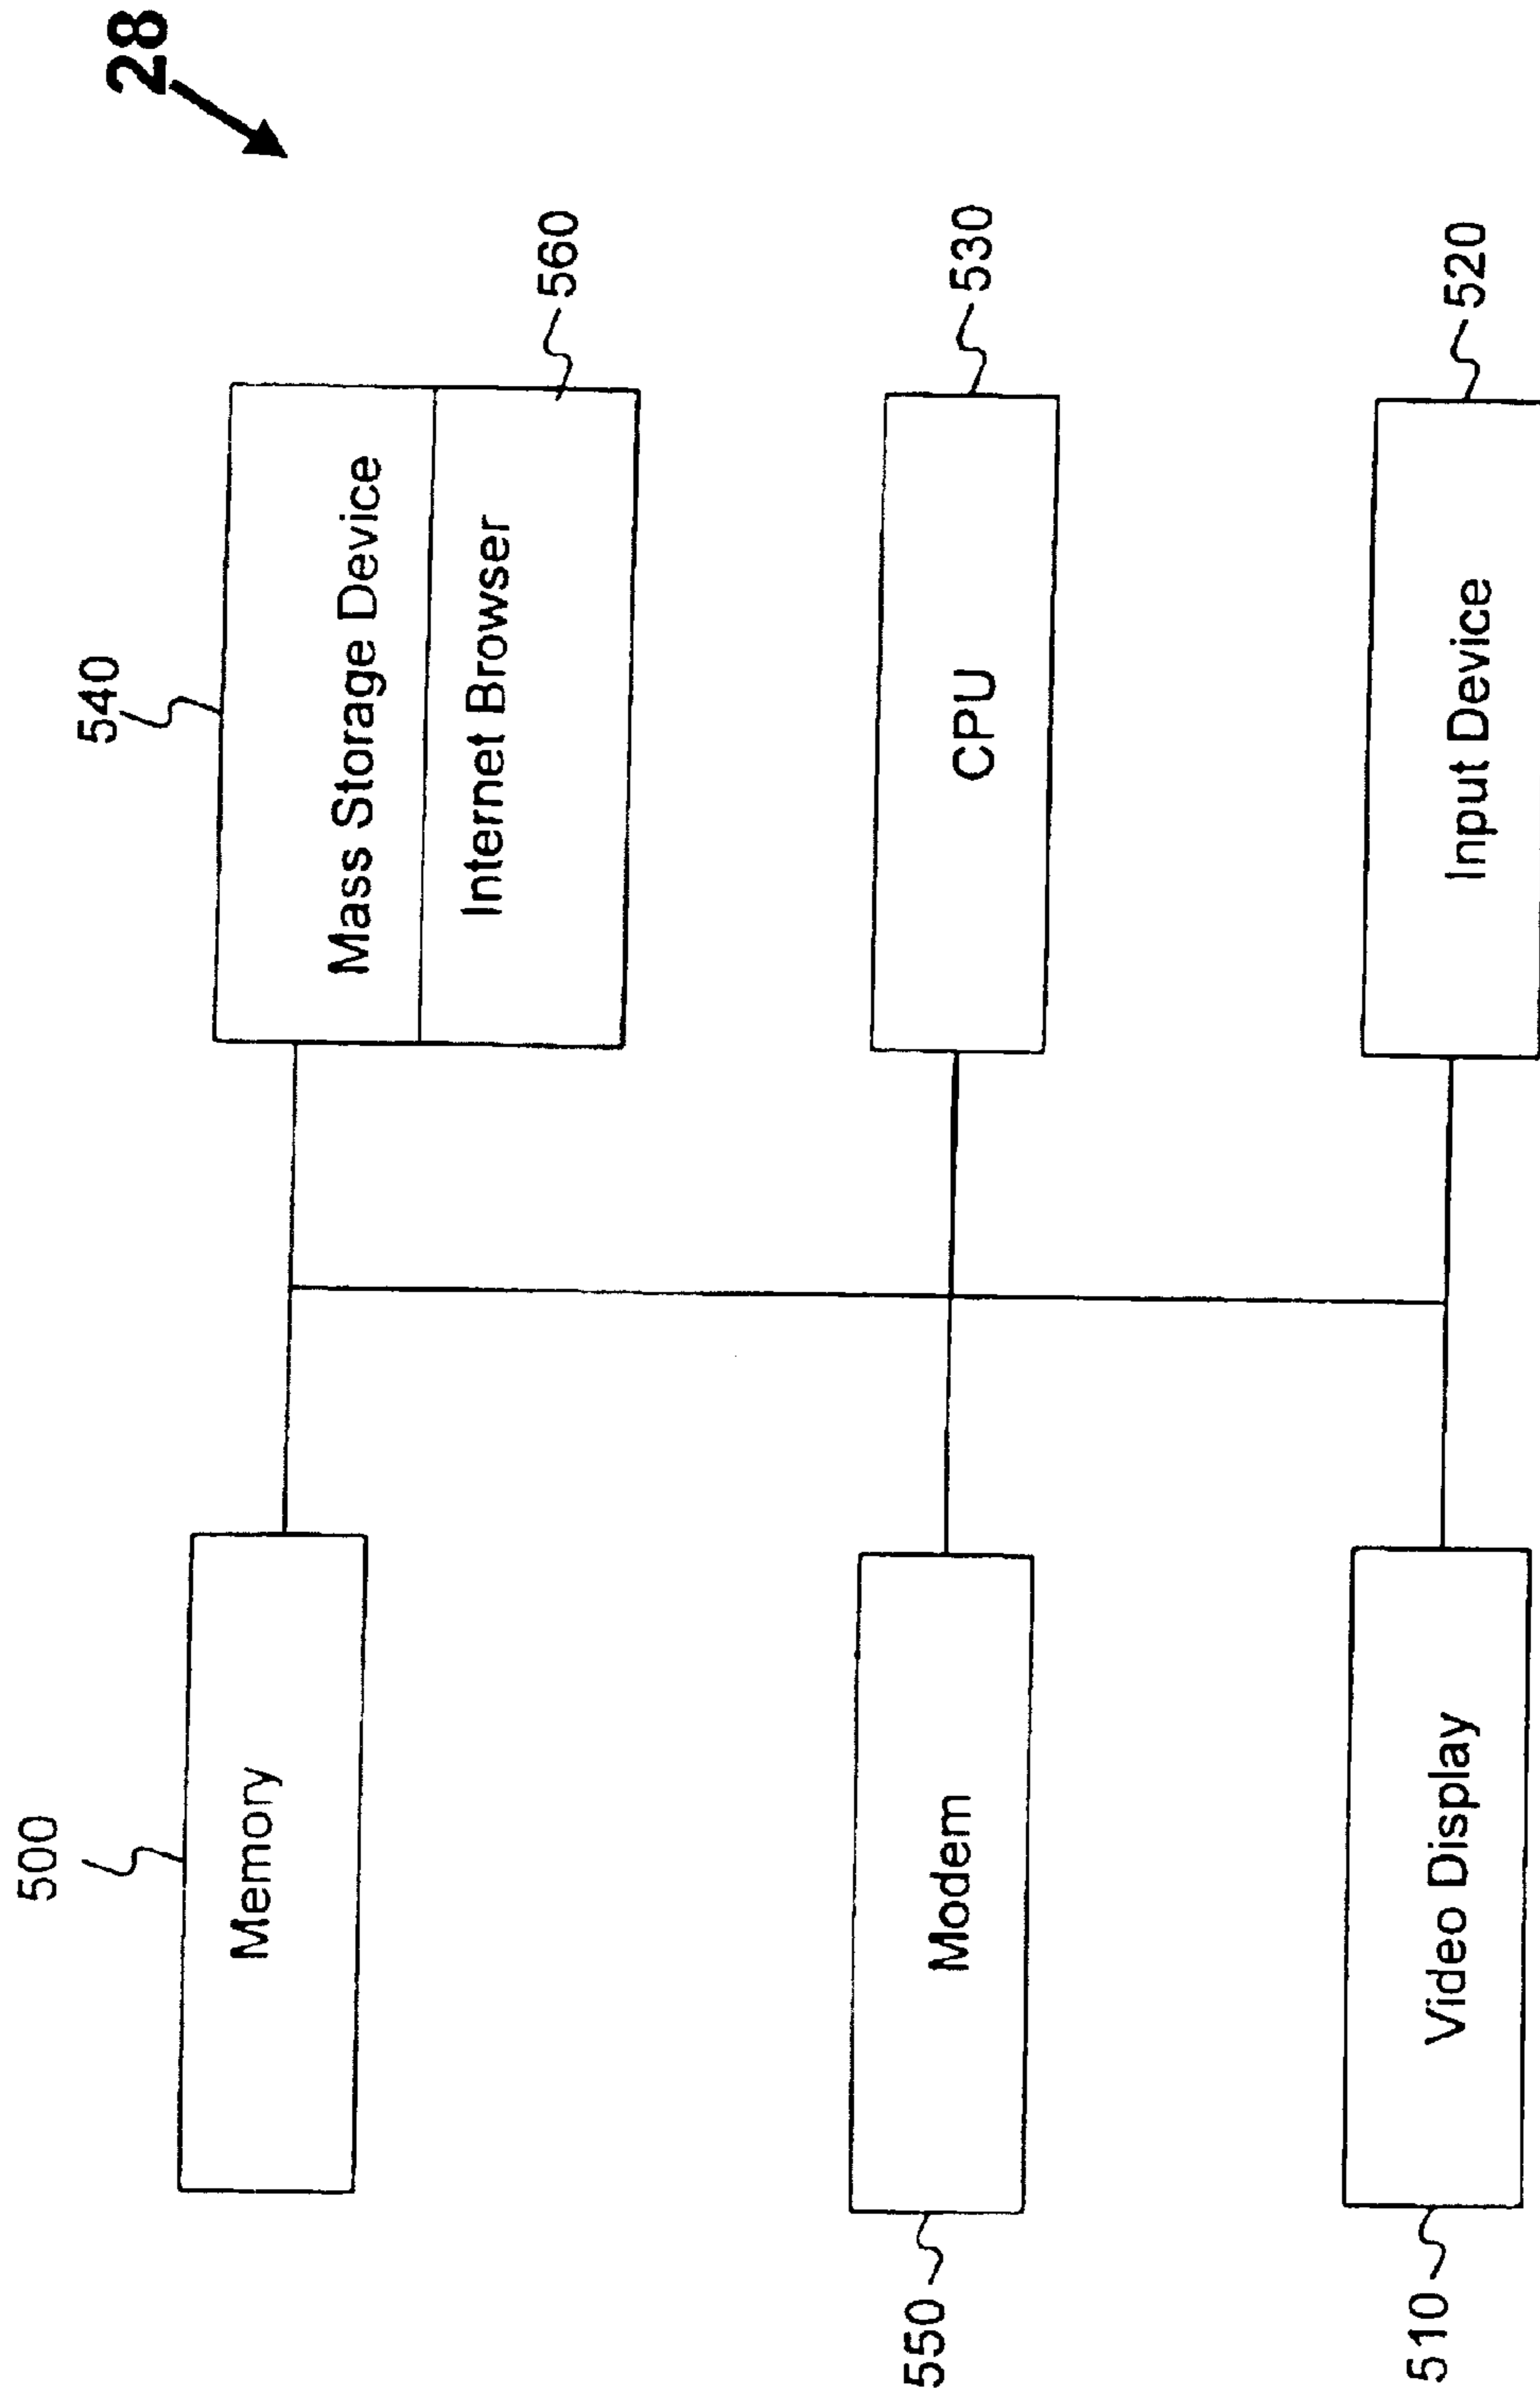 28
500
Memory
540
Mass Storage Device
Internet Browser
560
550
Modem
CPU
530
510
Video Display
Input Device
520